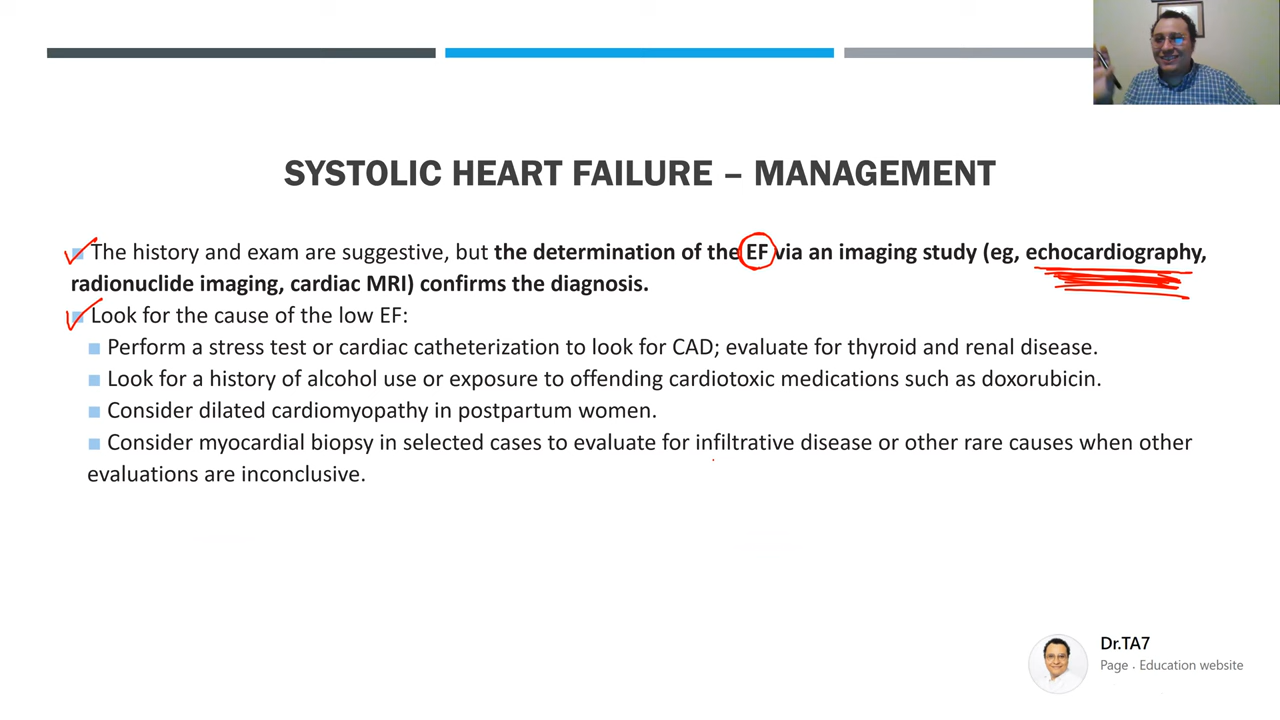 SYSTOLIC HEART FAILURE – MANAGEMENT
■ The history and exam are suggestive, but the determination of the EF via an imaging study (eg, echocardiography,
radionuclide imaging, cardiac MRI) confirms the diagnosis.
■ Look for the cause of the low EF:
■ Perform a stress test or cardiac catheterization to look for CAD; evaluate for thyroid and renal disease.
■ Look for a history of alcohol use or exposure to offending cardiotoxic medications such as doxorubicin.
■ Consider dilated cardiomyopathy in postpartum women.
■ Consider myocardial biopsy in selected cases to evaluate for infiltrative disease or other rare causes when other
evaluations are inconclusive.
Dr.TA7
Page · Education website